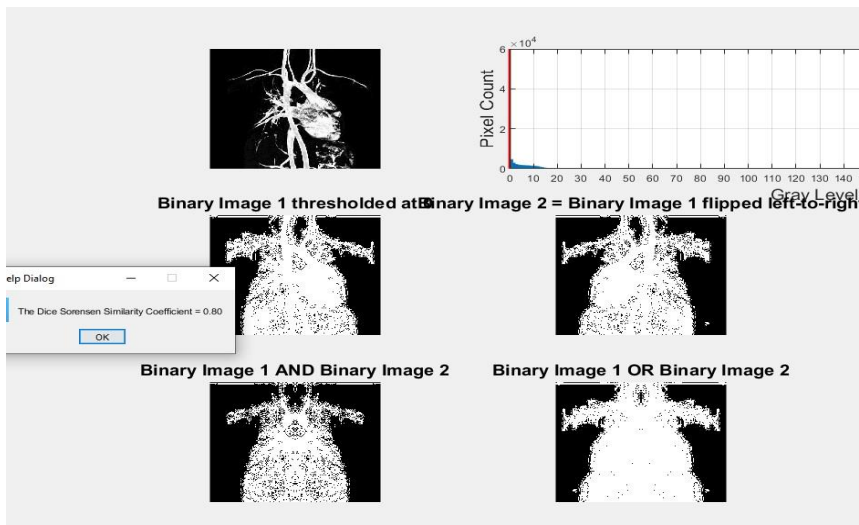 ×10⁴
6
4
2
0
Pixel Count
0 10 20 30 40 50 60 70 80 90 100 110 120 130 140
Gray Level
Binary Image 1 thresholded at 0
Binary Image 2 = Binary Image 1 flipped left-to-righ
elp Dialog
The Dice Sorensen Similarity Coefficient = 0.80
OK
Binary Image 1 AND Binary Image 2
Binary Image 1 OR Binary Image 2